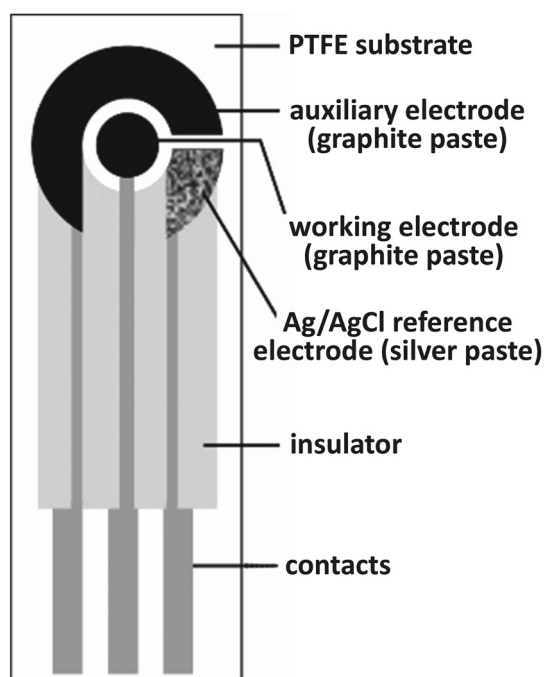 PTFE substrate
auxiliary electrode
(graphite paste)
working electrode
(graphite paste)
Ag/AgCl reference
electrode (silver paste)
insulator
contacts